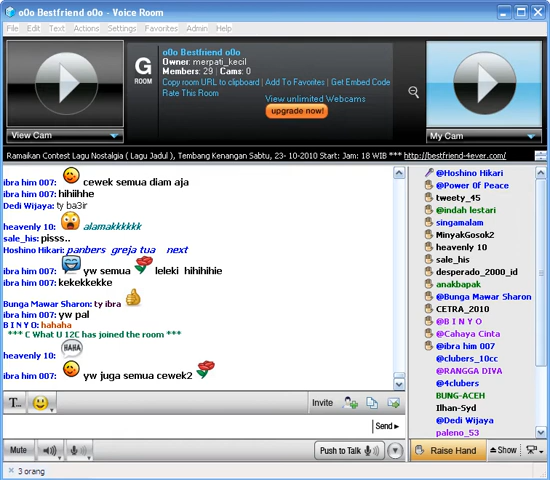 o0o Bestfriend o0o - Voice Room
File Edit Text Actions Settings Favorites Admin Help
G
ROOM
o0o Bestfriend o0o
Owner: merpati_kecil
Members: 29 | Cams: 0
Copy room URL to clipboard | Add To Favorites | Get Embed Code
Rate This Room
View unlimited Webcams
upgrade now!
View Cam
My Cam
Ramaikan Contest Lagu Nostalgia ( Lagu Jadul ), Tembang Kenangan Sabtu, 23- 10-2010 Start: Jam: 18 WIB *** http://bestfriend-4ever.com/
ibra him 007: cewek semua diam aja
ibra him 007: hihiihhe
Dedi Wijaya: ty ba3ir
heavenly 10: alamakkkkkk
sale_his: pisss..
Hoshino Hikari: panbers greja tua next
ibra him 007: yw semua leleki hihihihie
ibra him 007: kekekkekke
Bunga Mawar Sharon: ty ibra
ibra him 007: yw pal
B I N Y O: hahaha
*** C What U 12C has joined the room ***
heavenly 10: HAHA
ibra him 007: yw juga semua cewek2
@Hoshino Hikari
@Power 0f Peace
tweety_45
@indah lestari
singamalam
MinyakGosok2
heavenly 10
sale_his
desperado_2000_id
anakbapak
@Bunga Mawar Sharon
CETRA_2010
@B I N Y O
@Cahaya Cinta
@ibra him 007
@clubers_10cc
@RANGGA DIVA
@4clubers
BUNG-ACEH
Ilhan-Syd
@Dedi Wijaya
paleno_53
T...
Invite
Send
Mute
Push to Talk
Raise Hand
Show
3 orang